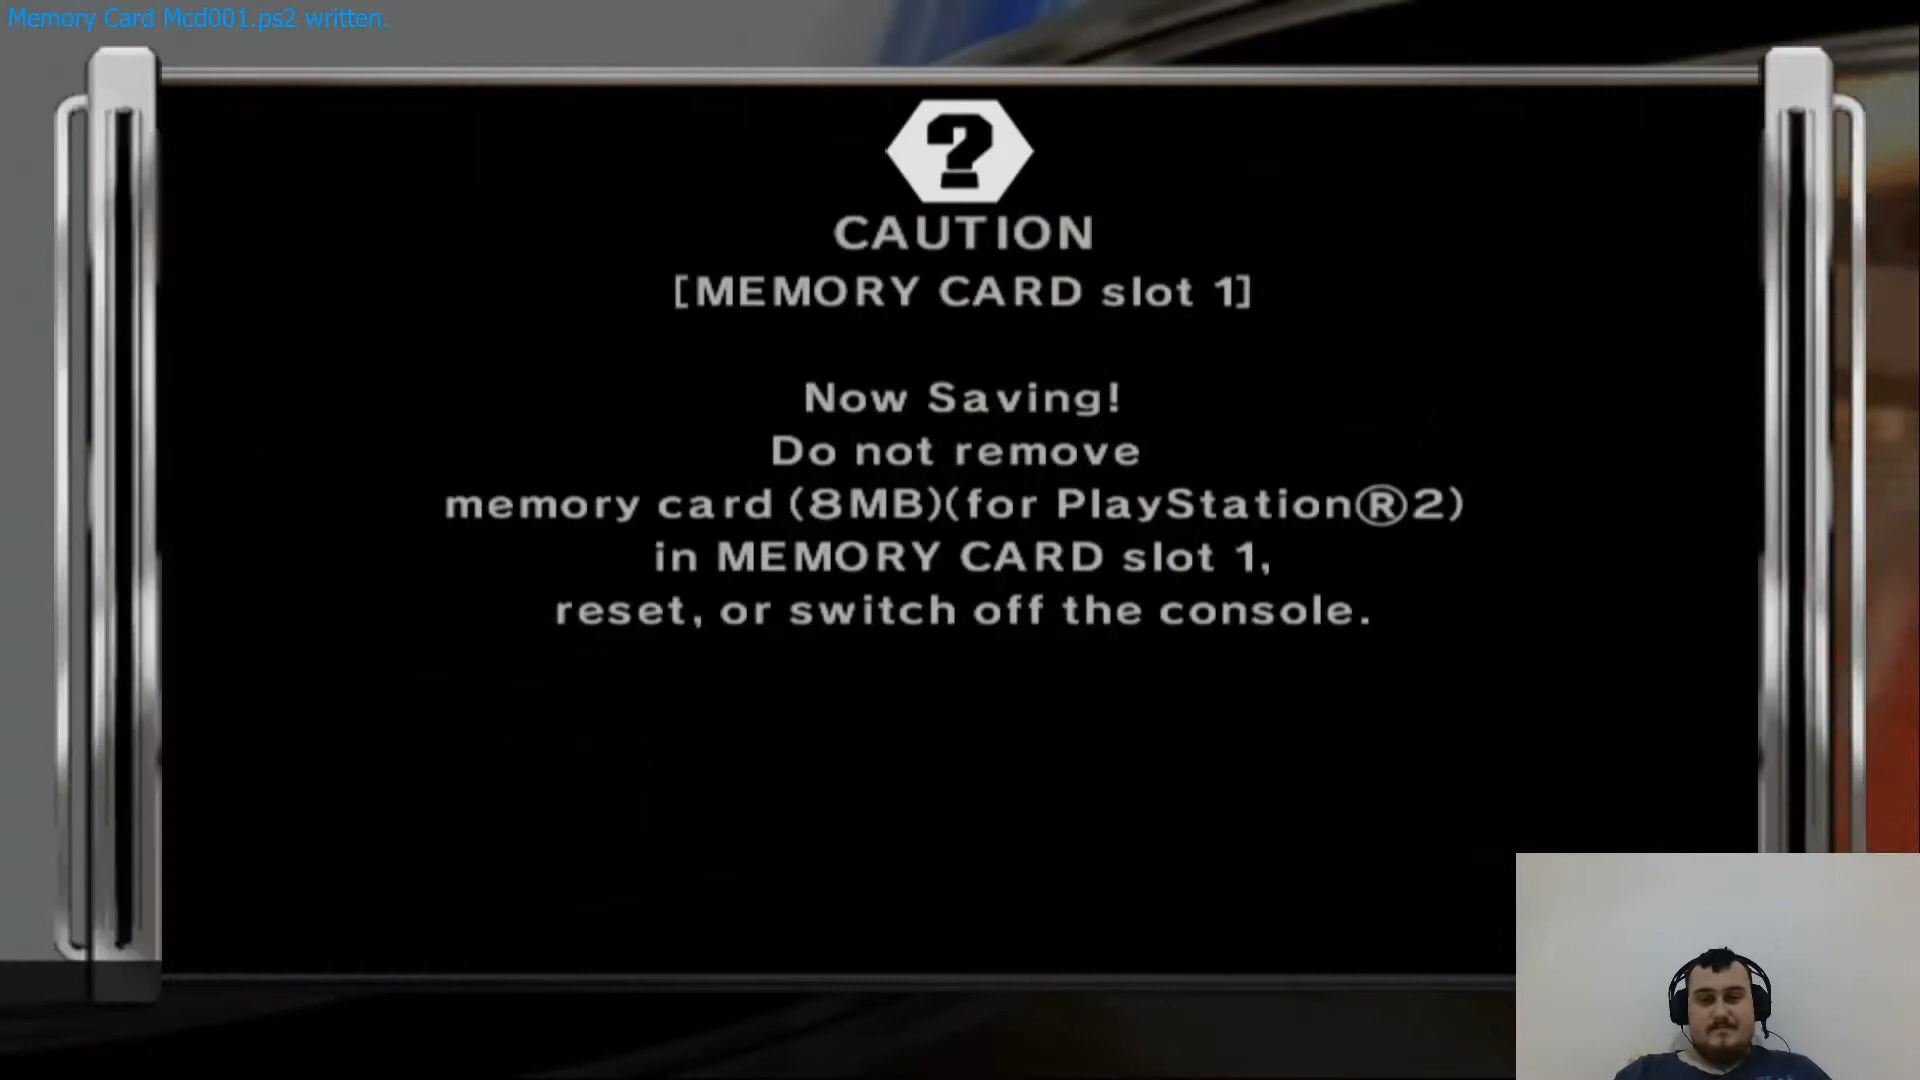 Memory Card Mcd001.ps2 written.
?
CAUTION
[MEMORY CARD slot 1]
Now Saving!
Do not remove
memory card (8MB)(for PlayStation®2)
in MEMORY CARD slot 1,
reset, or switch off the console.